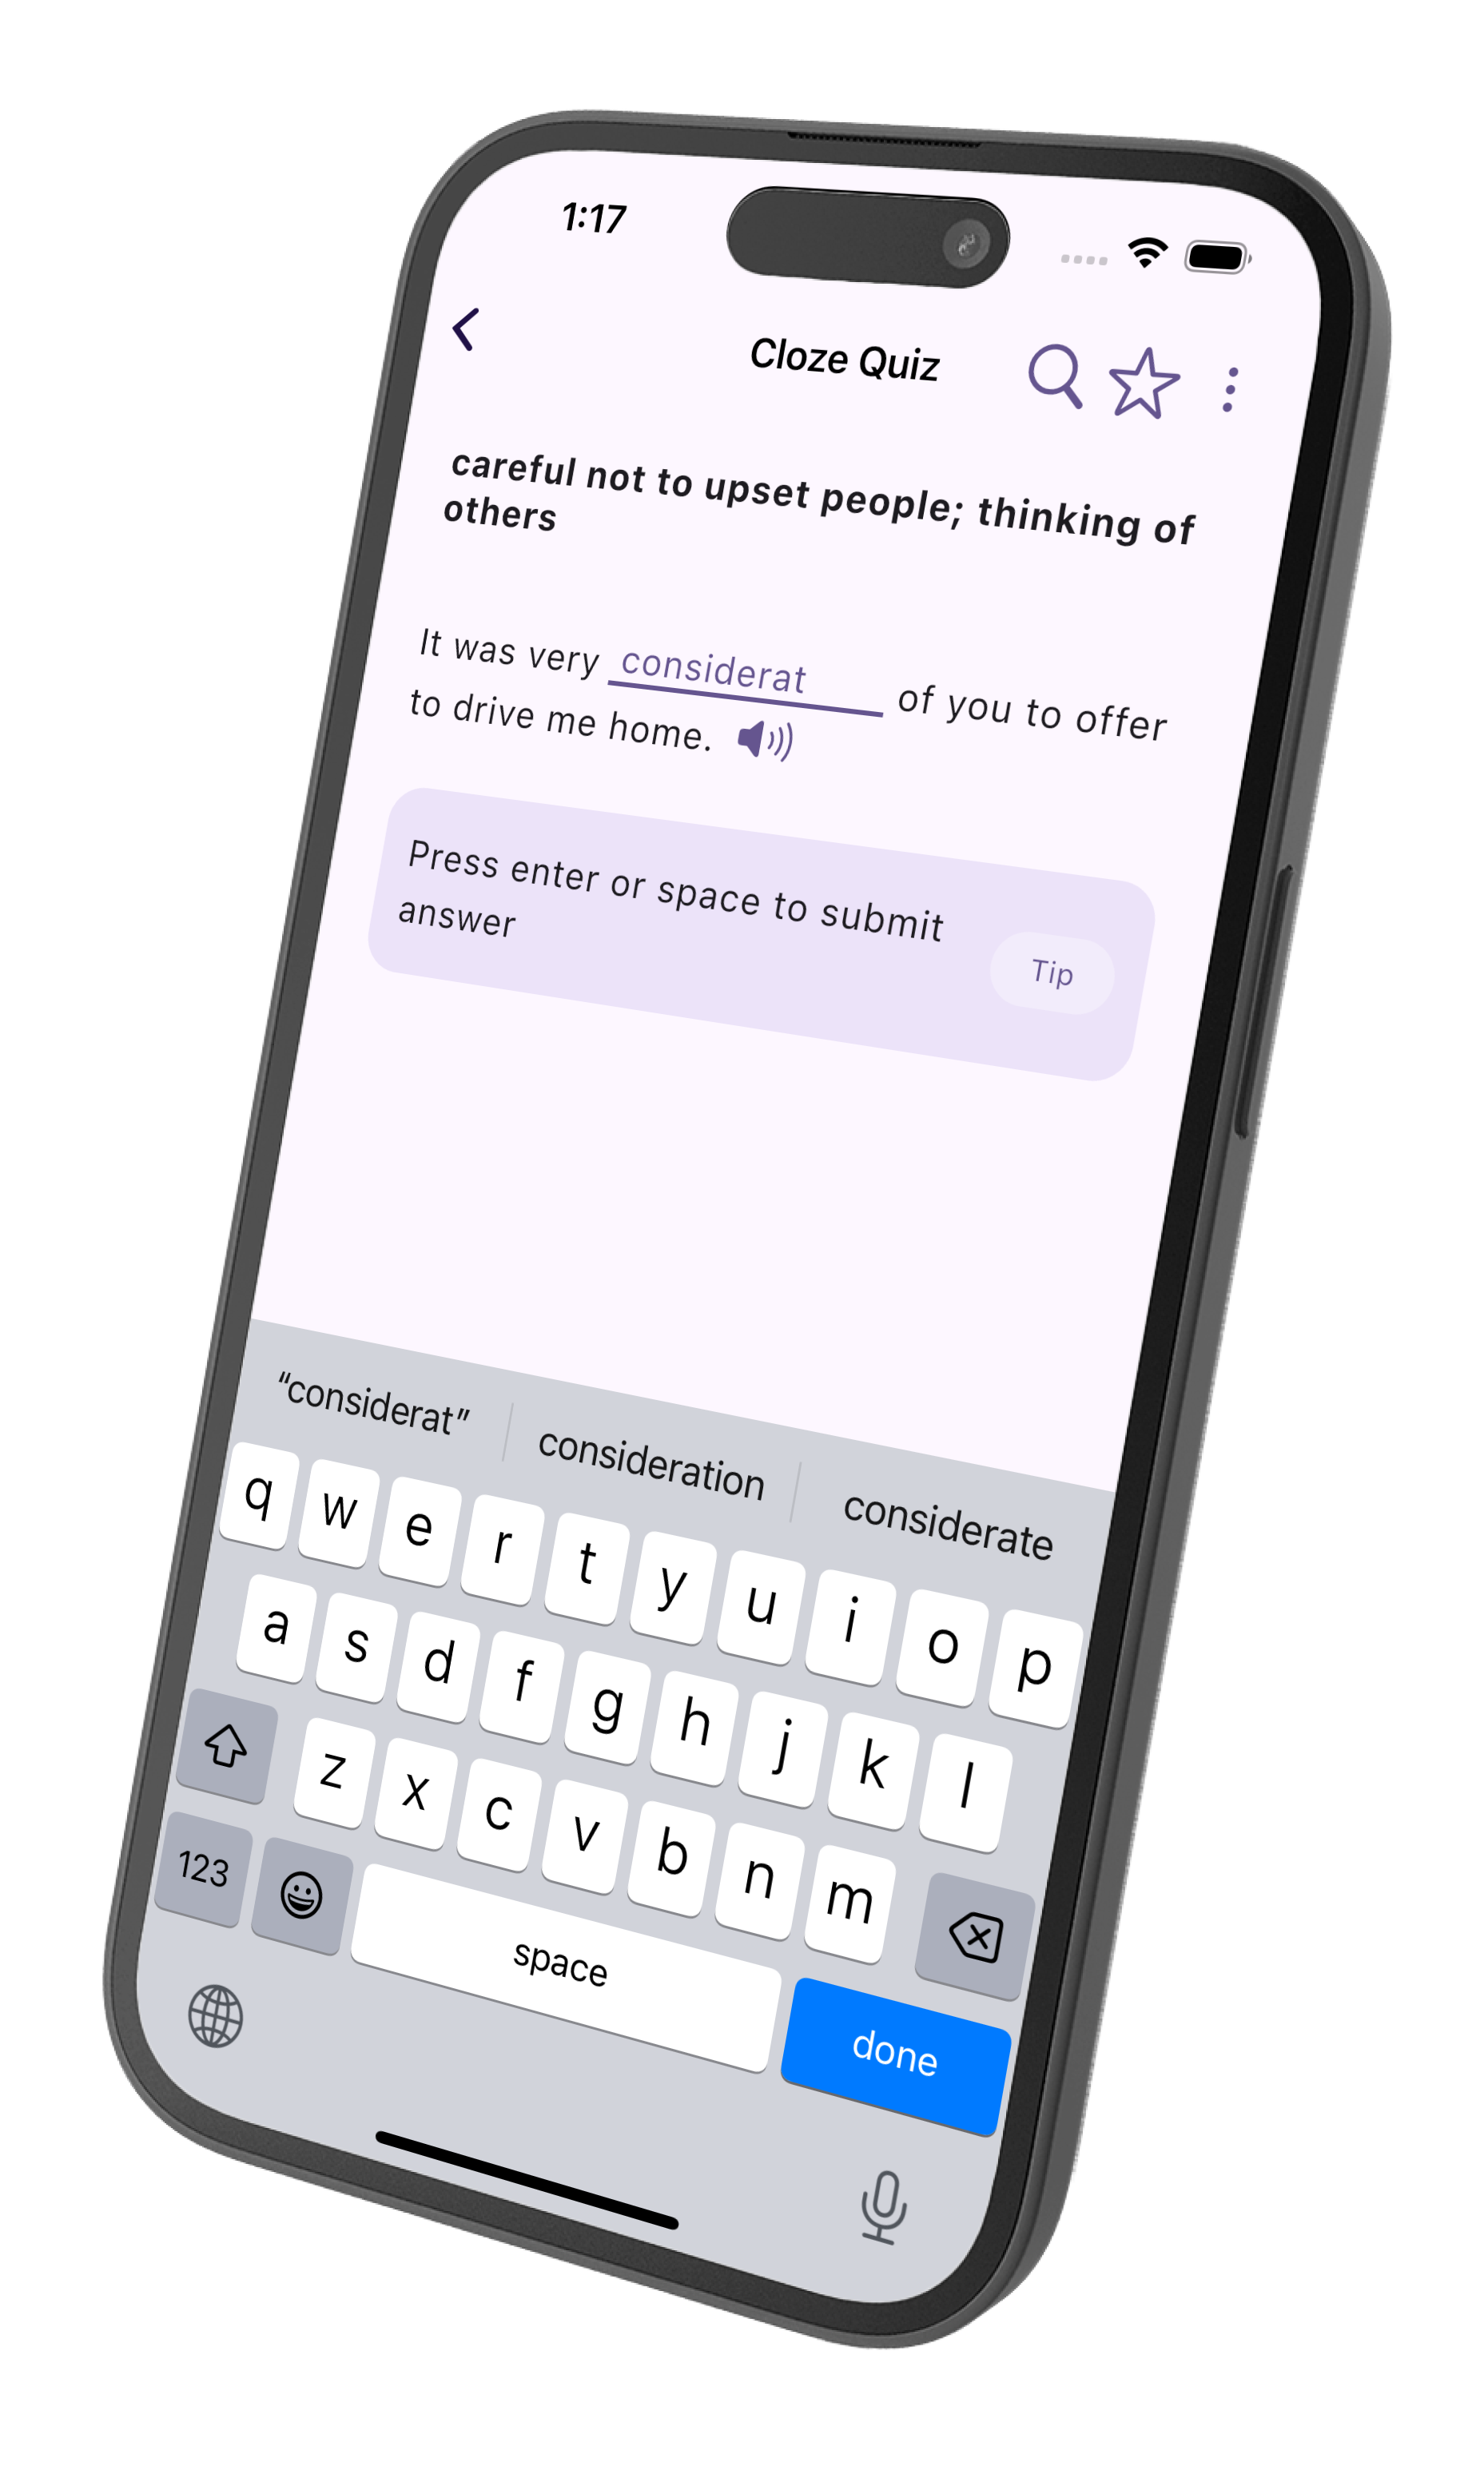 1:17
Cloze Quiz
careful not to upset people; thinking of
others
It was very considerat of you to offer
to drive me home.
Press enter or space to submit
answer
Tip
“considerat” consideration considerate
q w e r t y u i o p
a s d f g h j k l
z x c v b n m
123 space done